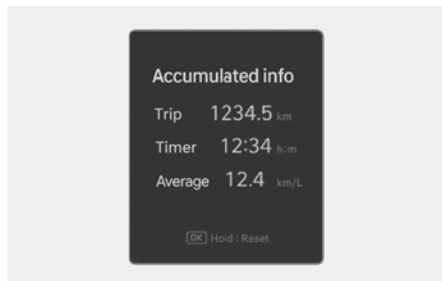 Accumulated info
Trip 1234.5 km
Timer 12:34 h:m
Average 12.4 km/L
OK Hold : Reset